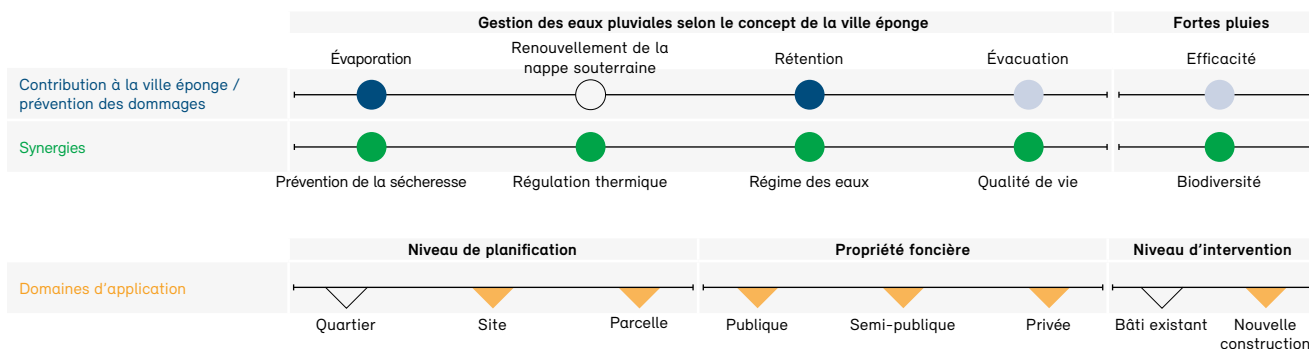 Gestion des eaux pluviales selon le concept de la ville éponge
Fortes pluies
Évaporation
Renouvellement de la
nappe souterraine
Rétention
Évacuation
Efficacité
Contribution à la ville éponge /
prévention des dommages
Synergies
Prévention de la sécheresse
Régulation thermique
Régime des eaux
Qualité de vie
Biodiversité
Niveau de planification
Propriété foncière
Niveau d'intervention
Domaines d'application
Quartier
Site
Parcelle
Publique
Semi-publique
Privée
Bâti existant
Nouvelle
construction